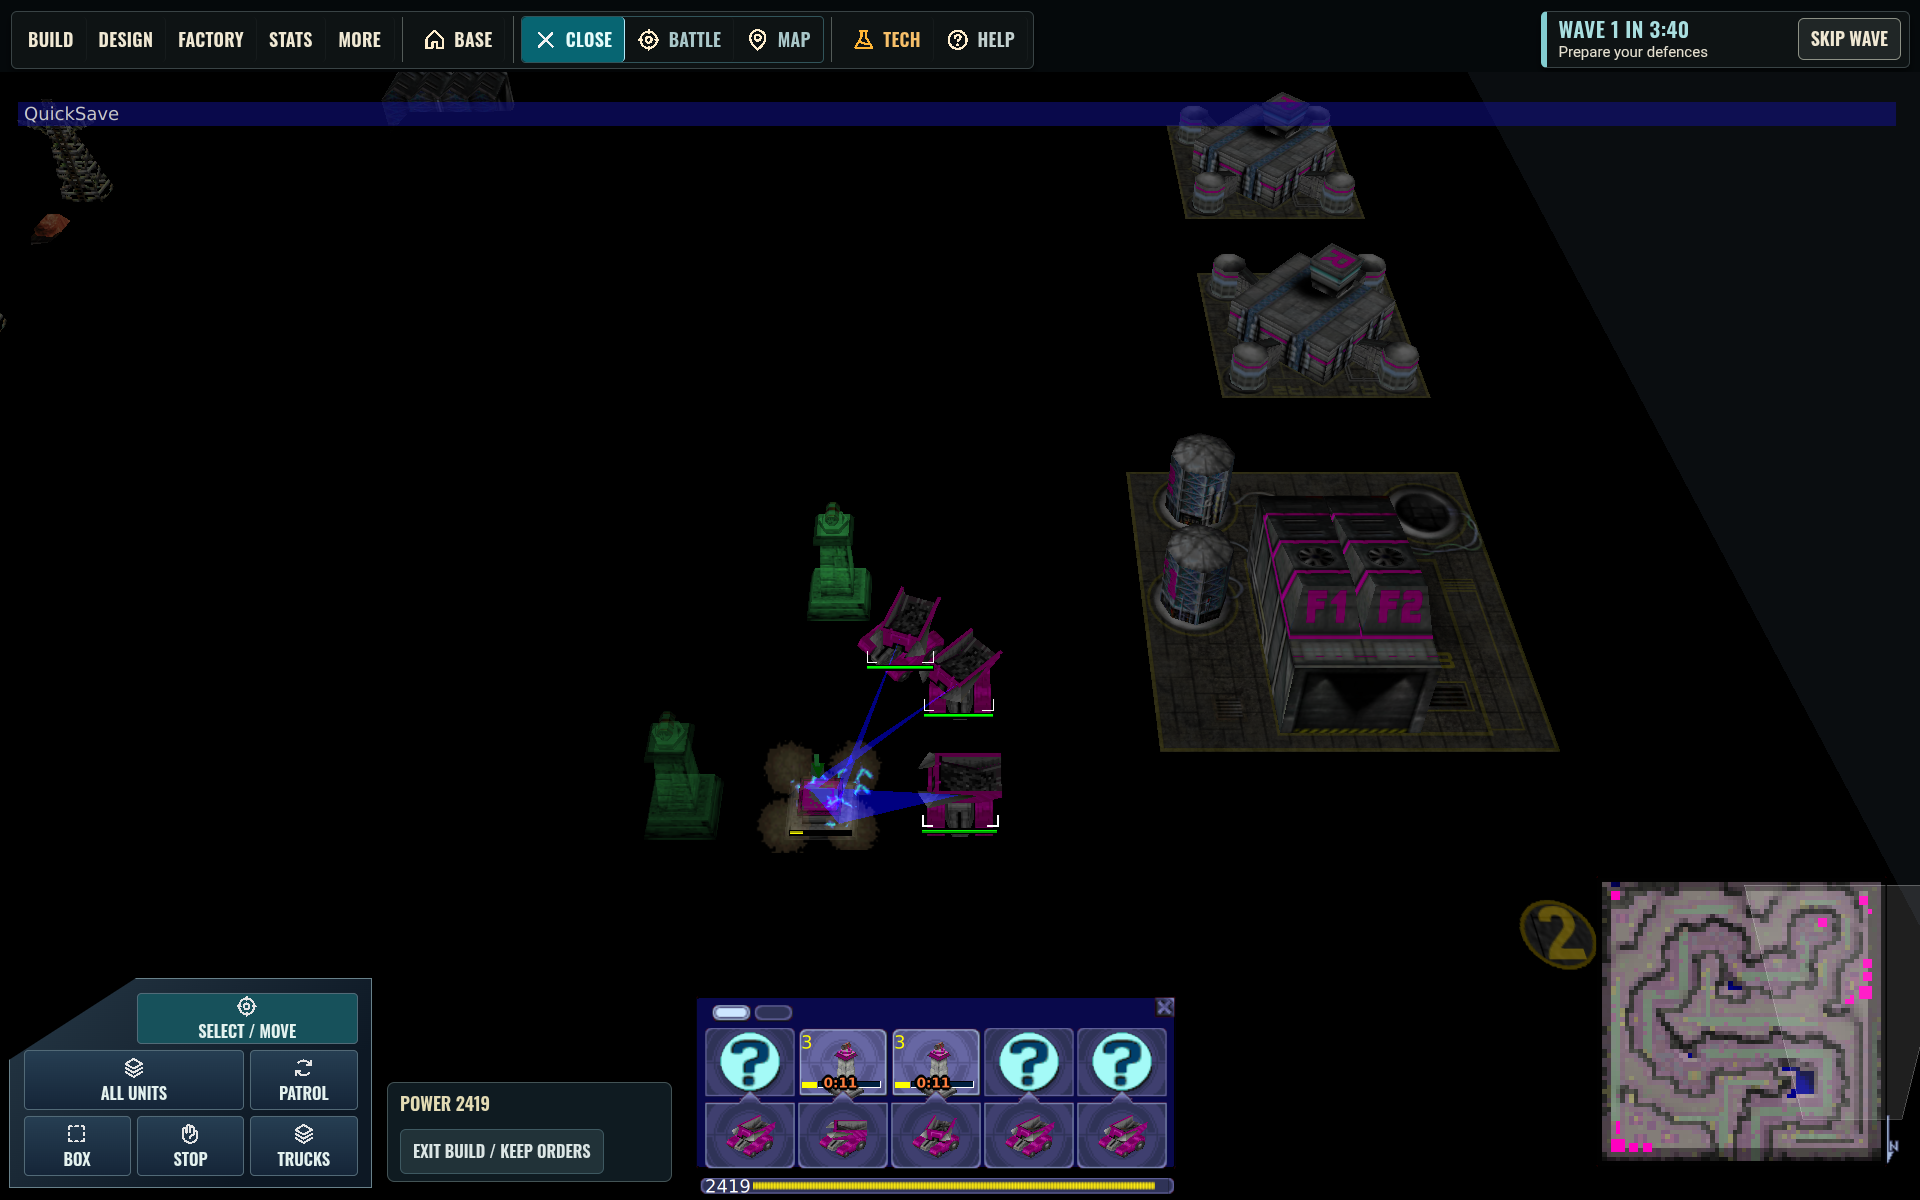 BUILD DESIGN FACTORY STATS MORE BASE CLOSE BATTLE MAP TECH HELP
WAVE 1 IN 3:40
Prepare your defences
SKIP WAVE
QuickSave
F1 F2
2
SELECT / MOVE
ALL UNITS
PATROL
BOX
STOP
TRUCKS
POWER 2419
EXIT BUILD / KEEP ORDERS
3 3
0:11 0:11
2419
N